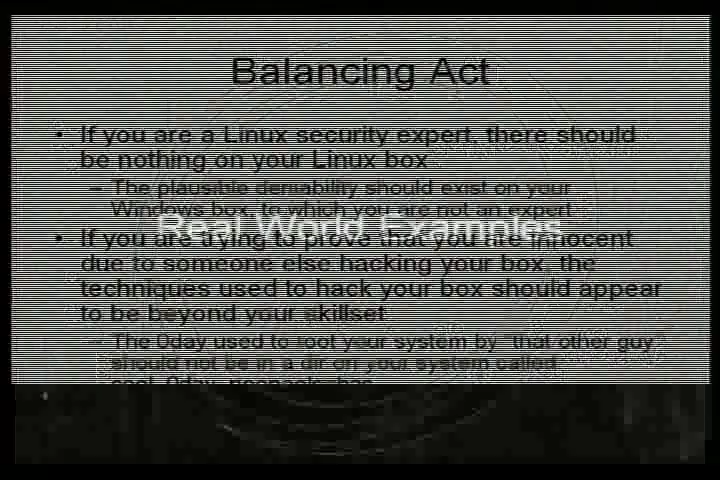 Balancing Act
• If you are a Linux security expert, there should
be nothing on your Linux box
– The plausible deniability should exist on your
Windows box, to which you are not an expert
Real World Examples
• If you are trying to prove that you are innocent
due to someone else hacking your box, the
techniques used to hack your box should appear
to be beyond your skillset
– The 0day used to root your system by "that other guy"
should not be in a dir on your system called